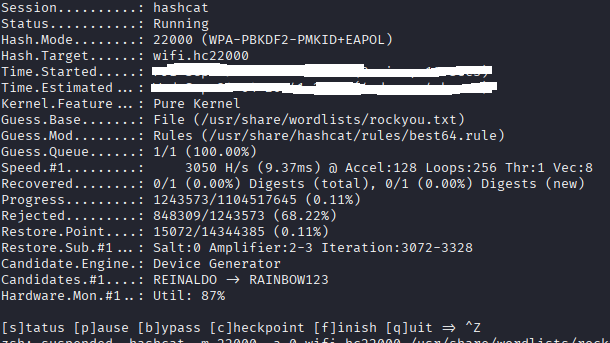 Session..........: hashcat
Status...........: Running
Hash.Mode........: 22000 (WPA-PBKDF2-PMKID+EAPOL)
Hash.Target......: wifi.hc22000
Time.Started.....:
Time.Estimated...:
Kernel.Feature...: Pure Kernel
Guess.Base.......: File (/usr/share/wordlists/rockyou.txt)
Guess.Mod........: Rules (/usr/share/hashcat/rules/best64.rule)
Guess.Queue......: 1/1 (100.00%)
Speed.#1.........:     3050 H/s (9.37ms) @ Accel:128 Loops:256 Thr:1 Vec:8
Recovered........: 0/1 (0.00%) Digests (total), 0/1 (0.00%) Digests (new)
Progress.........: 1243573/1104517645 (0.11%)
Rejected.........: 848309/1243573 (68.22%)
Restore.Point....: 15072/14344385 (0.11%)
Restore.Sub.#1...: Salt:0 Amplifier:2-3 Iteration:3072-3328
Candidate.Engine.: Device Generator
Candidates.#1....: REINALDO -> RAINBOW123
Hardware.Mon.#1..: Util: 87%
[s]tatus [p]ause [b]ypass [c]heckpoint [f]inish [q]uit => ^Z
zsh: suspended  hashcat -m 22000 -a 0 wifi.hc22000 /usr/share/wordlists/